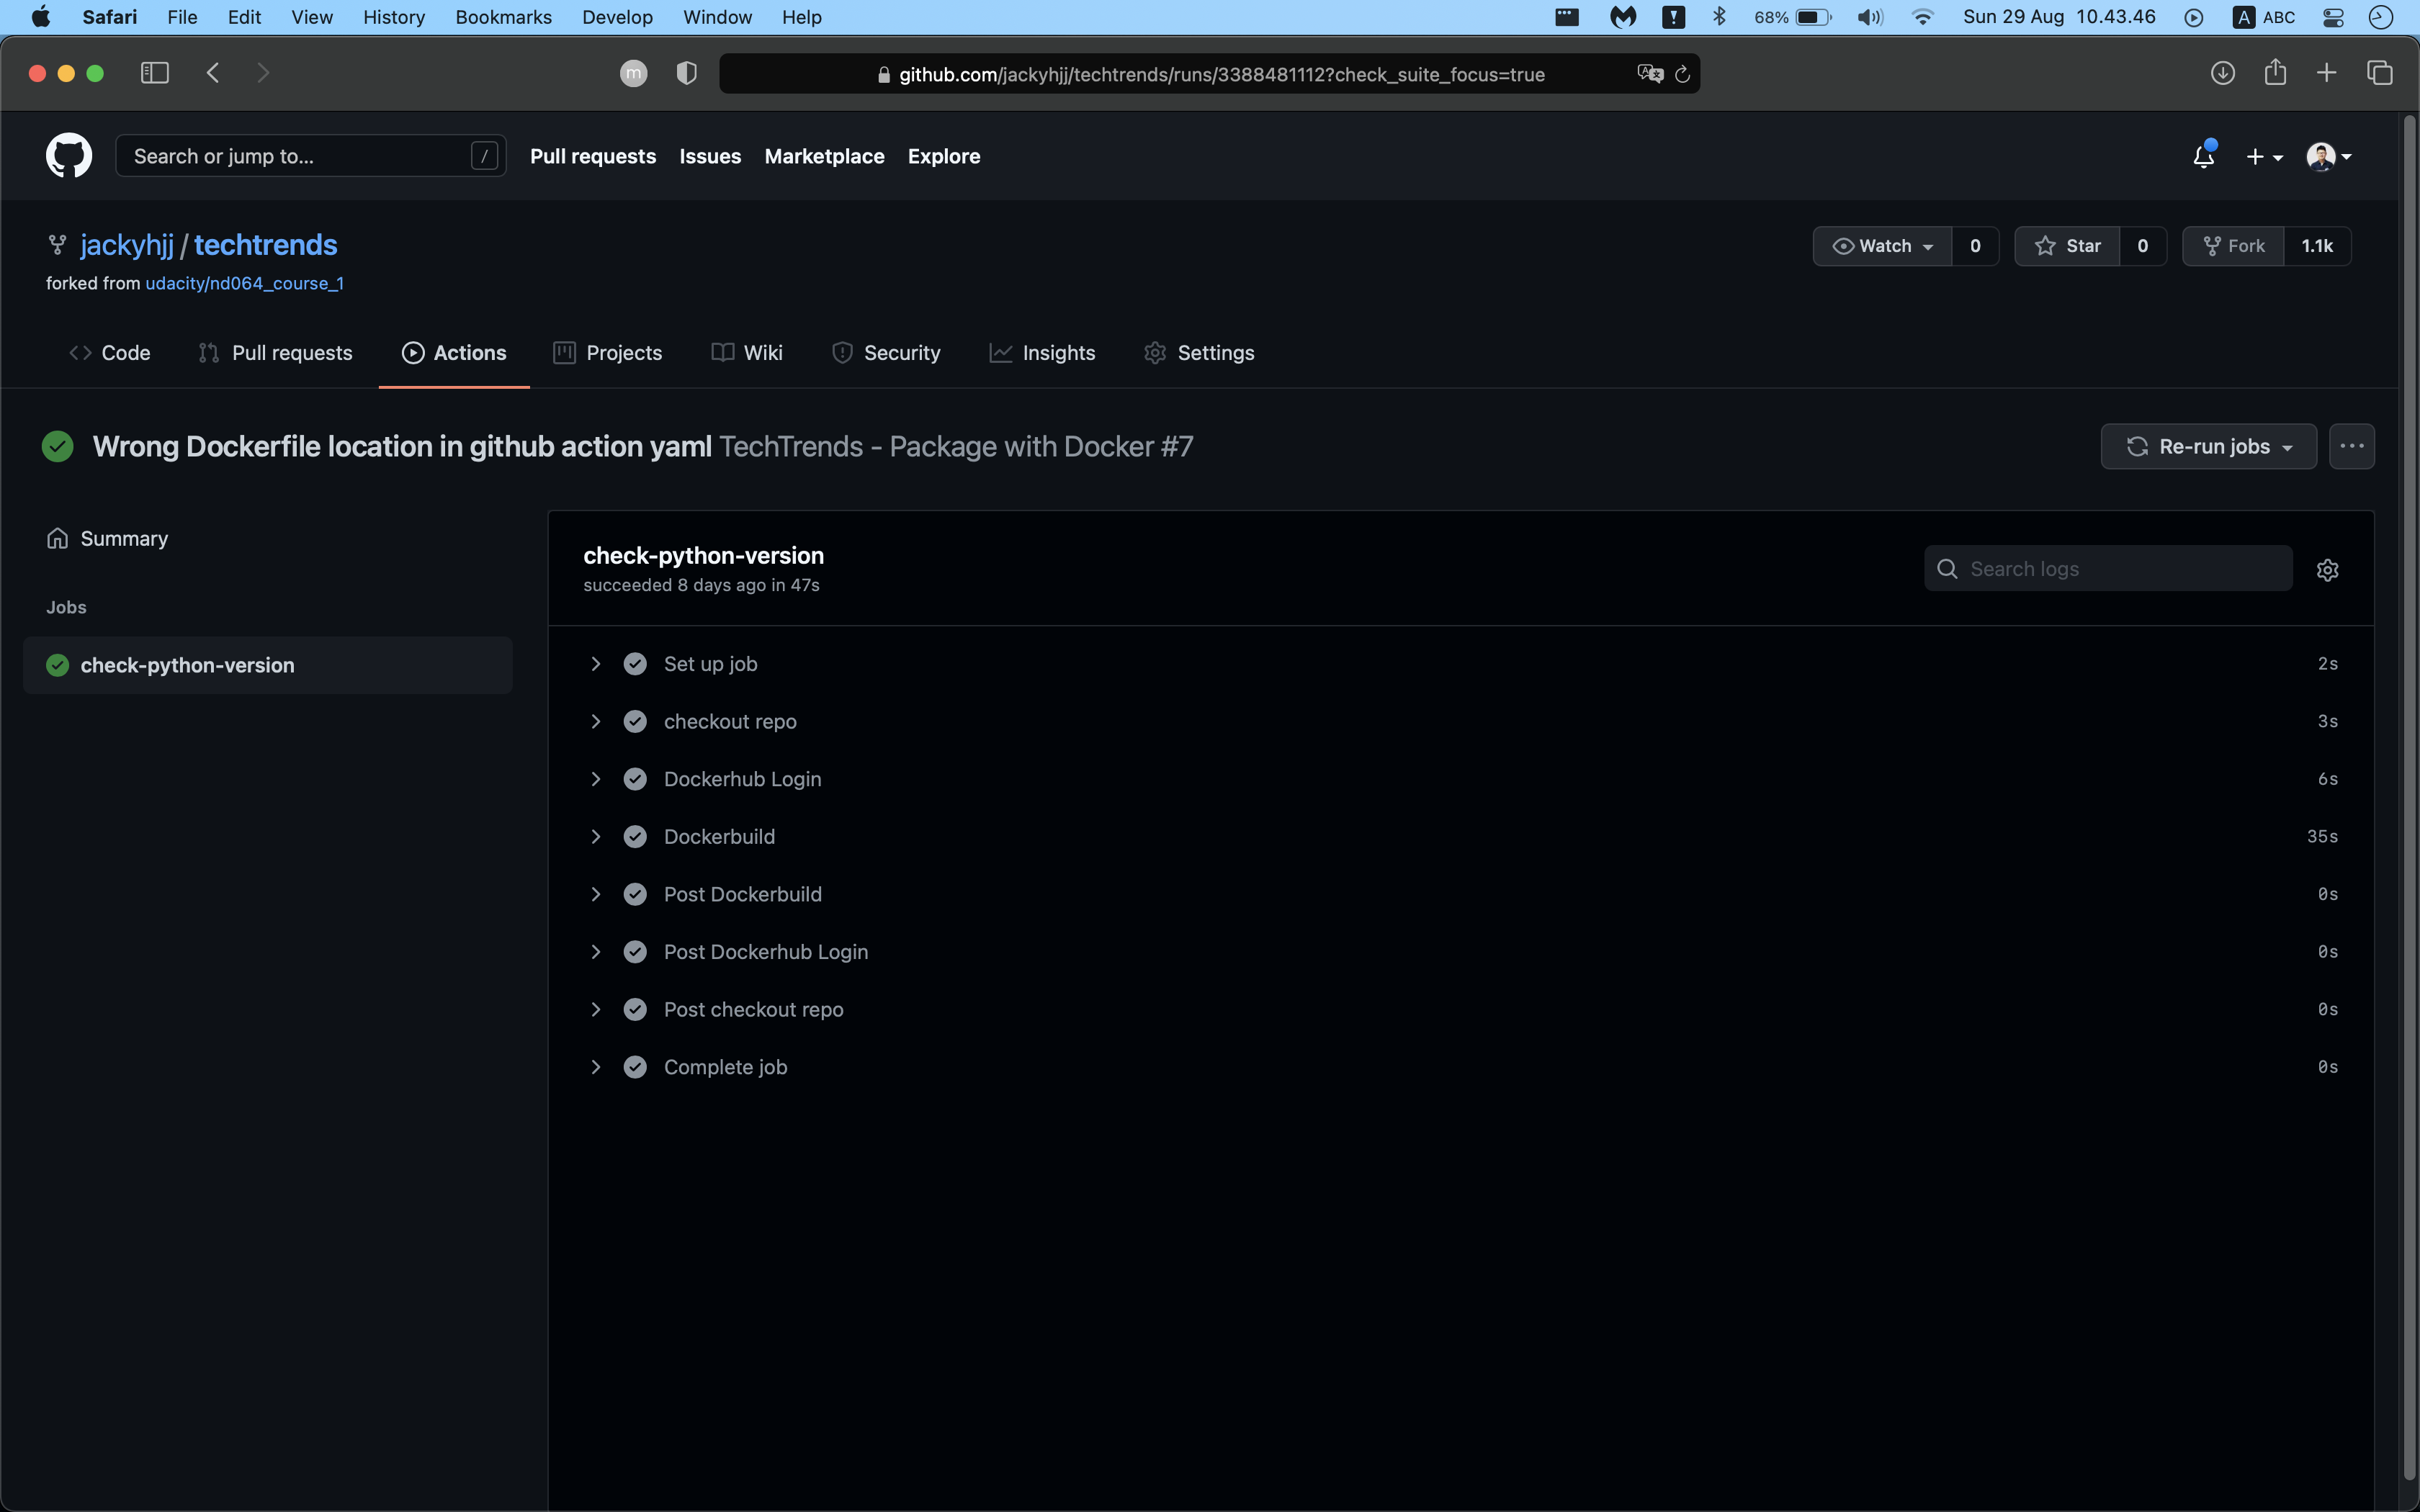 Safari File Edit View History Bookmarks Develop Window Help 68% Sun 29 Aug 10.43.46 A ABC
m github.com/jackyhjj/techtrends/runs/3388481112?check_suite_focus=true
Search or jump to... / Pull requests Issues Marketplace Explore
jackyhjj / techtrends Watch 0 Star 0 Fork 1.1k
forked from udacity/nd064_course_1
Code Pull requests Actions Projects Wiki Security Insights Settings
Wrong Dockerfile location in github action yaml TechTrends - Package with Docker #7 Re-run jobs
Summary
Jobs
check-python-version
check-python-version
succeeded 8 days ago in 47s
Search logs
Set up job 2s
checkout repo 3s
Dockerhub Login 6s
Dockerbuild 35s
Post Dockerbuild 0s
Post Dockerhub Login 0s
Post checkout repo 0s
Complete job 0s